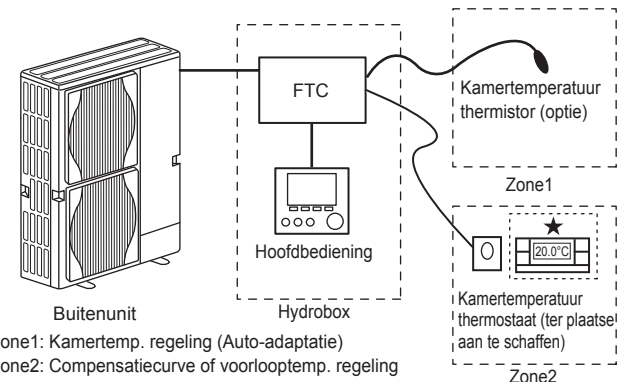 FTC
Kamertemperatuur
thermistor (optie)
Zone1
Hoofdbediening
20.0°C
Buitenunit
Hydrobox
Kamertemperatuur
thermostaat (ter plaatse
aan te schaffen)
Zone2
one1: Kamertemp. regeling (Auto-adaptatie)
one2: Compensatiecurve of voorlooptemp. regeling